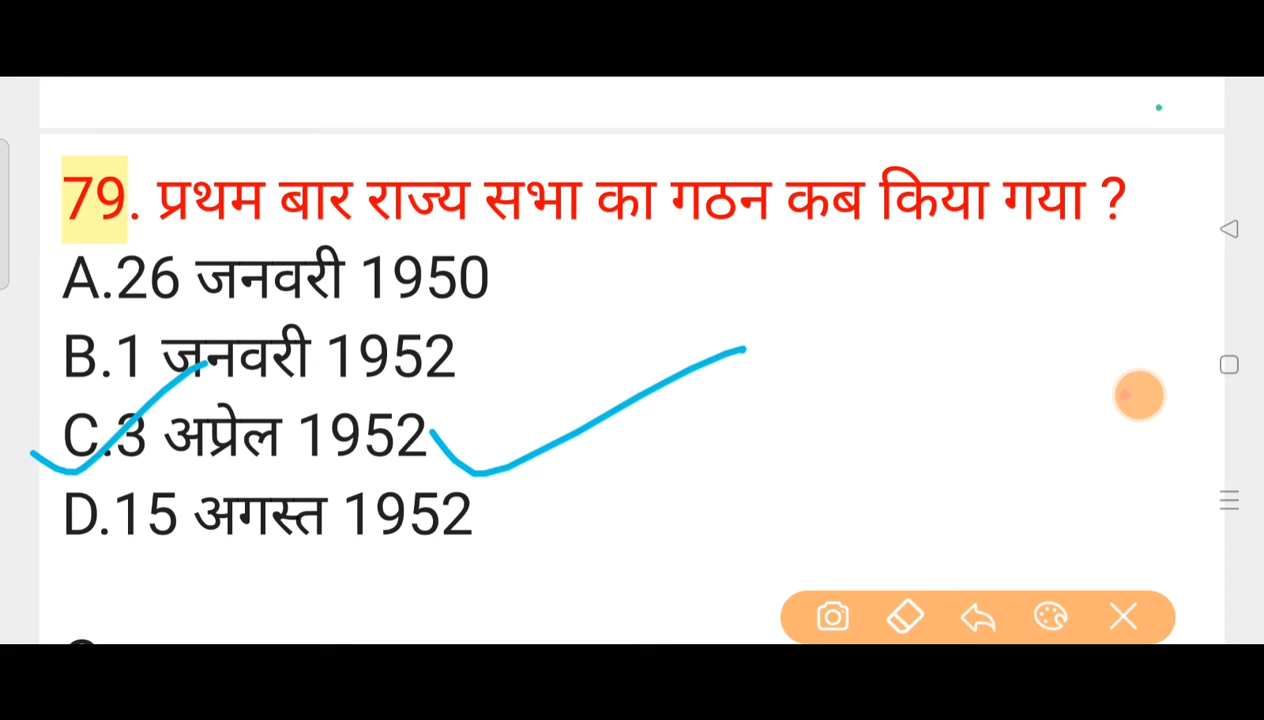 79. प्रथम बार राज्य सभा का गठन कब किया गया ?
A.26 जनवरी 1950
B.1 जनवरी 1952
C.3 अप्रेल 1952
D.15 अगस्त 1952